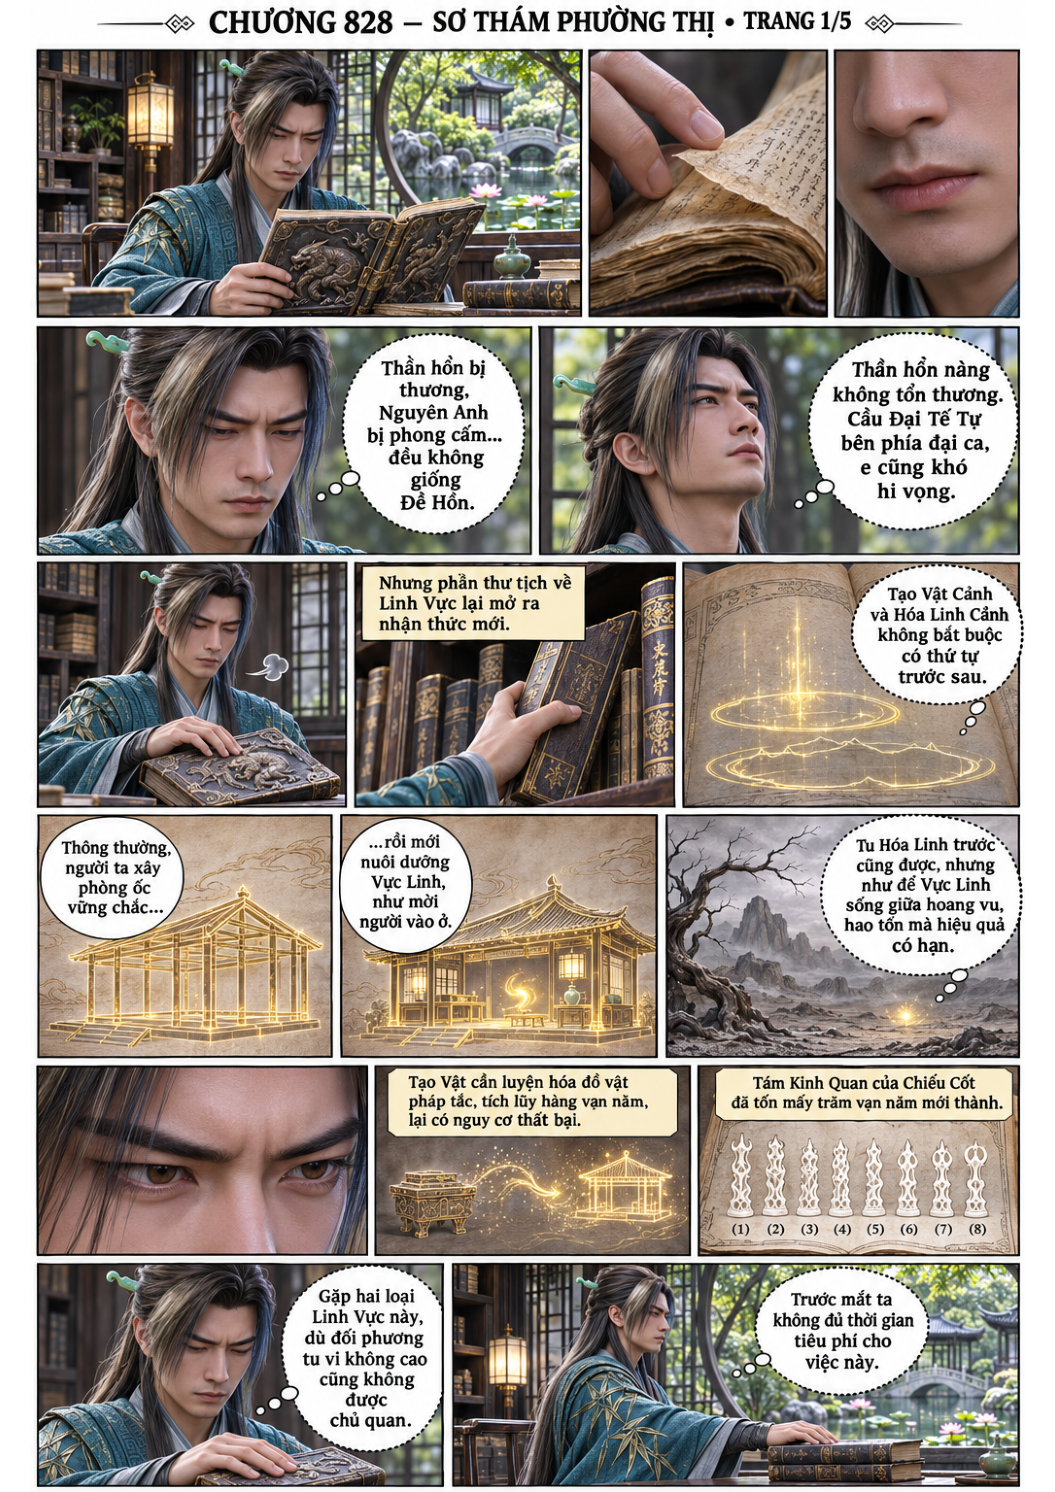 CHƯƠNG 828 – SƠ THÁM PHƯỜNG THỊ • TRANG 1/5
Thần hồn bị
thương,
Nguyên Anh
bị phong cấm...
đều không
giống
Đề Hồn.
Thần hồn nàng
không tổn thương.
Cầu Đại Tế Tự
bên phía đại ca,
e cũng khó
hi vọng.
Nhưng phần thư tịch về
Linh Vực lại mở ra
nhận thức mới.
Tạo Vật Cảnh
và Hóa Linh Cảnh
không bắt buộc
có thứ tự
trước sau.
Thông thường,
người ta xây
phòng ốc
vững chắc...
...rồi mới
nuôi dưỡng
Vực Linh,
như mời
người vào ở.
Tu Hóa Linh trước
cũng được, nhưng
như để Vực Linh
sống giữa hoang vu,
hao tốn mà hiệu quả
có hạn.
Tạo Vật cần luyện hóa đồ vật
pháp tắc, tích lũy hàng vạn năm,
lại có nguy cơ thất bại.
Tám Kinh Quan của Chiếu Cốt
đã tốn mấy trăm vạn năm mới thành.
(1) (2) (3) (4) (5) (6) (7) (8)
Gặp hai loại
Linh Vực này,
dù đối phương
tu vi không cao
cũng không
được
chủ quan.
Trước mắt ta
không đủ thời gian
tiêu phí cho
việc này.